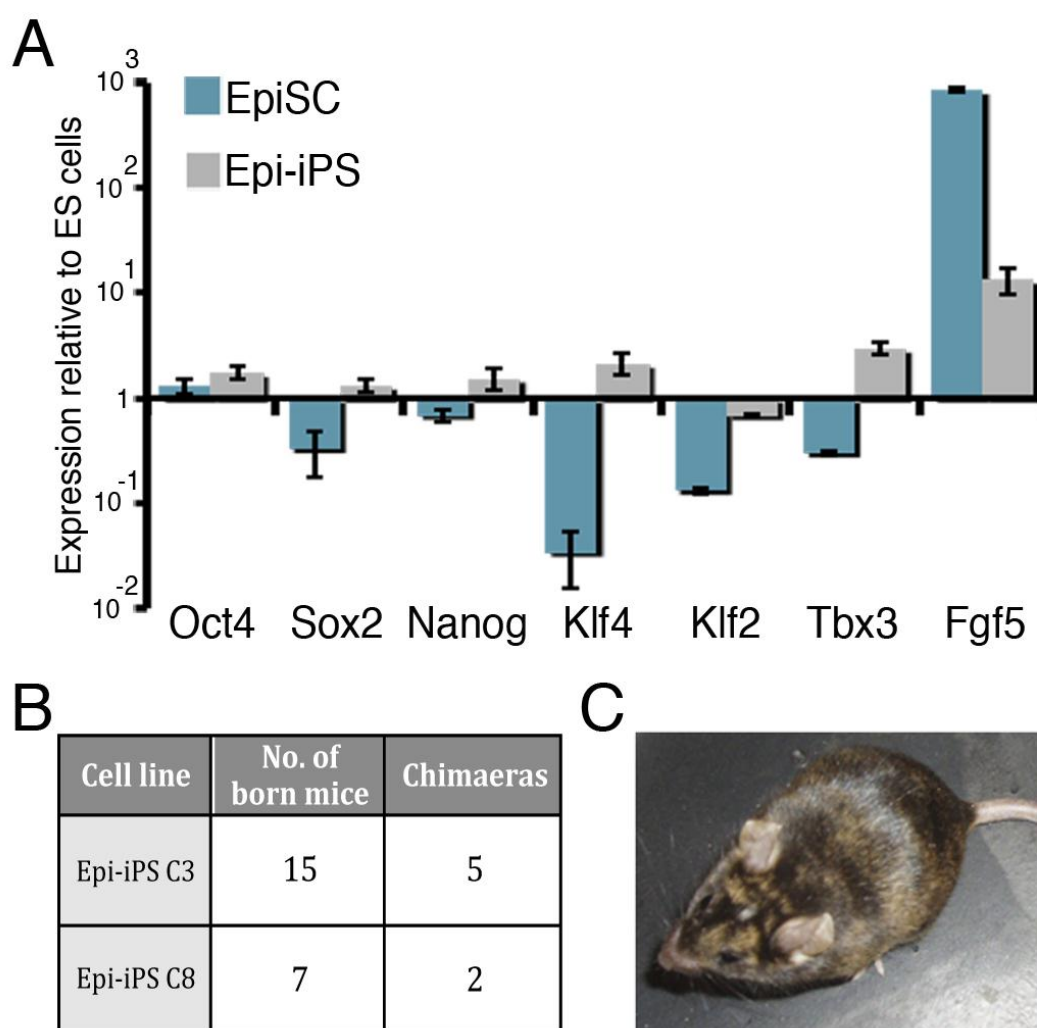 A
Expression relative to ES cells
10 3
10 2
10 1
1
10 -1
10 -2
EpiSC
Epi-iPS
Oct4 Sox2 Nanog Klf4 Klf2 Tbx3 Fgf5
B
Cell line No. of born mice Chimaeras
Epi-iPS C3 15 5
Epi-iPS C8 7 2
C